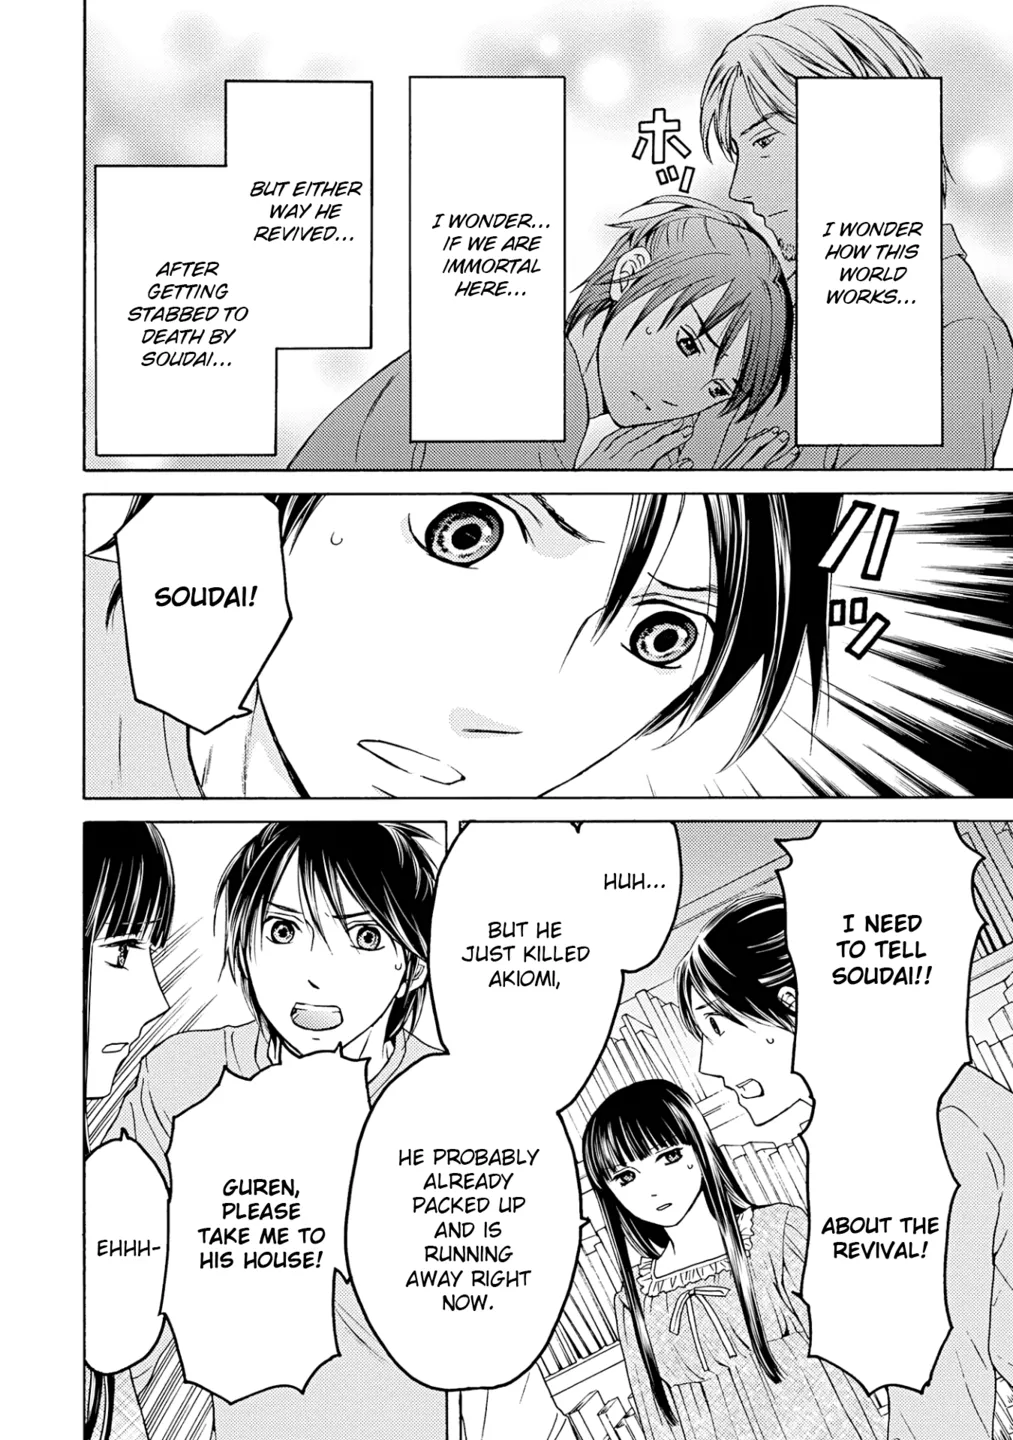 I WONDER
HOW THIS
WORLD
WORKS...
ホッ
I WONDER...
IF WE ARE
IMMORTAL
HERE...
BUT EITHER
WAY HE
REVIVED...
AFTER
GETTING
STABBED TO
DEATH BY
SOUDAI...
ハッ
SOUDAI!
I NEED
TO TELL
SOUDAI!!
ABOUT THE
REVIVAL!
HUH...
BUT HE
JUST KILLED
AKIOMI,
HE PROBABLY
ALREADY
PACKED UP
AND IS
RUNNING
AWAY RIGHT
NOW.
GUREN,
PLEASE
TAKE ME TO
HIS HOUSE!
EHHH-